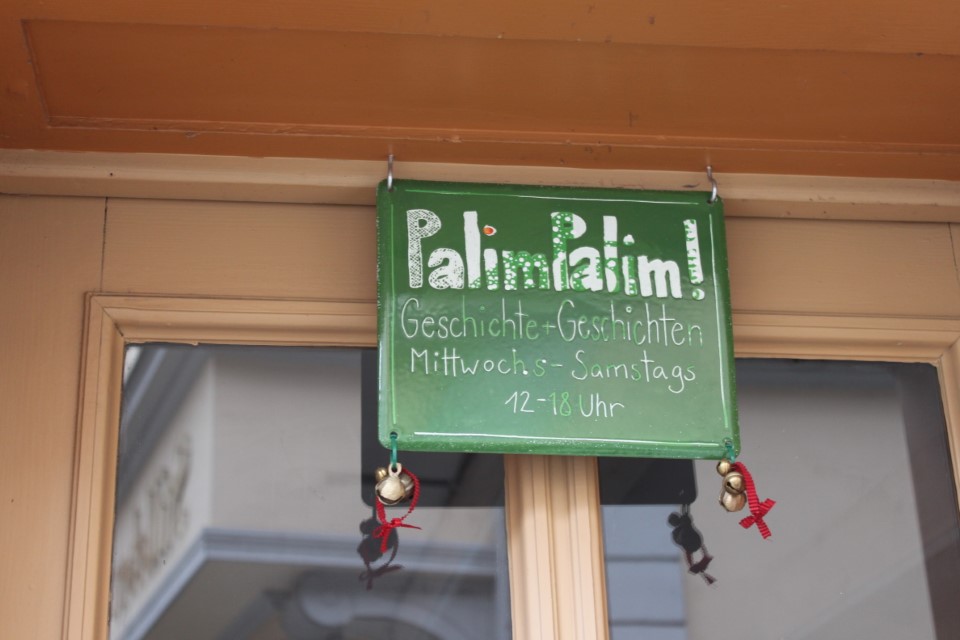 PalimPalim!
Geschichte+Geschichten
Mittwochs-Samstags
12-18 Uhr